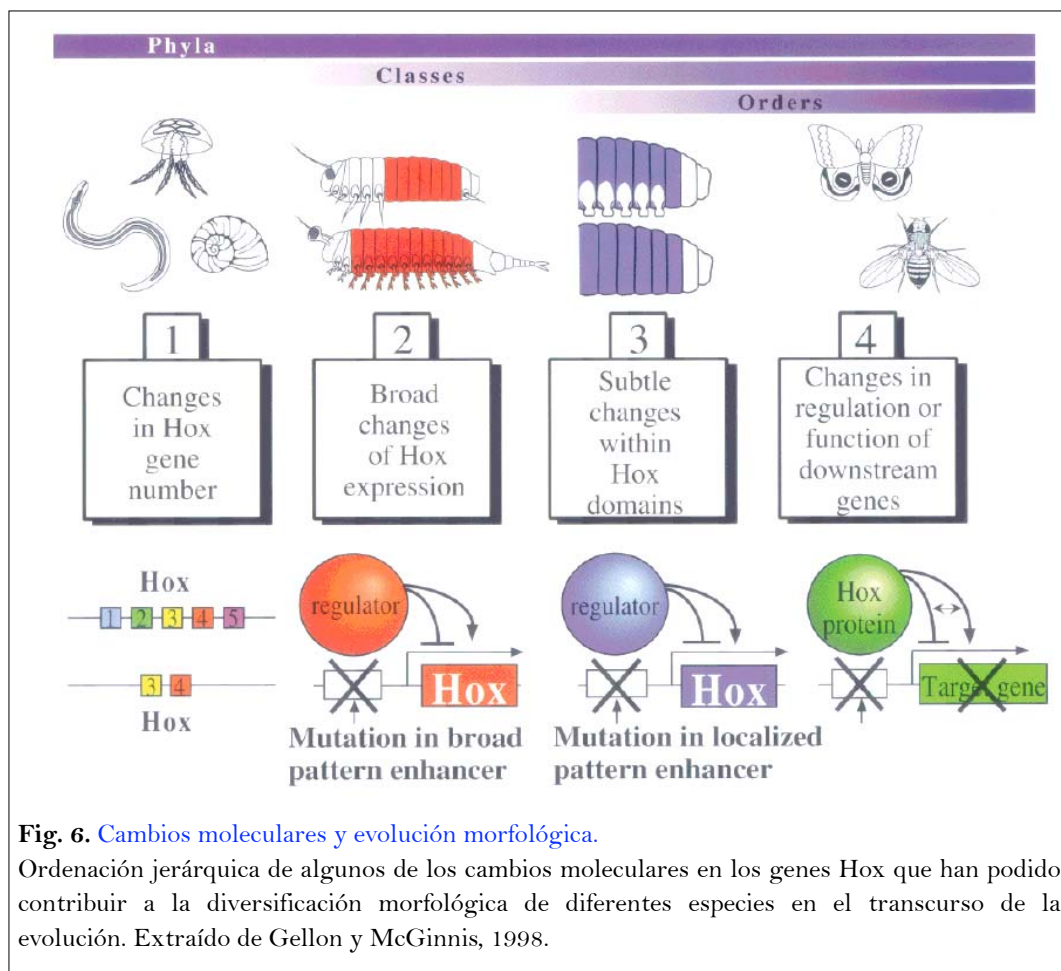 Phyla
Classes
Orders
1
Changes
in Hox
gene
number
2
Broad
changes
of Hox
expression
3
Subtle
changes
within
Hox
domains
4
Changes in
regulation or
function of
downstream
genes
Hox
1 2 3 4 5
3 4
Hox
regulator
Hox
Mutation in broad
pattern enhancer
regulator
Hox
Mutation in localized
pattern enhancer
Hox
protein
Target gene
Fig. 6. Cambios moleculares y evolución morfológica.
Ordenación jerárquica de algunos de los cambios moleculares en los genes Hox que han podido
contribuir a la diversificación morfológica de diferentes especies en el transcurso de la
evolución. Extraído de Gellon y McGinnis, 1998.